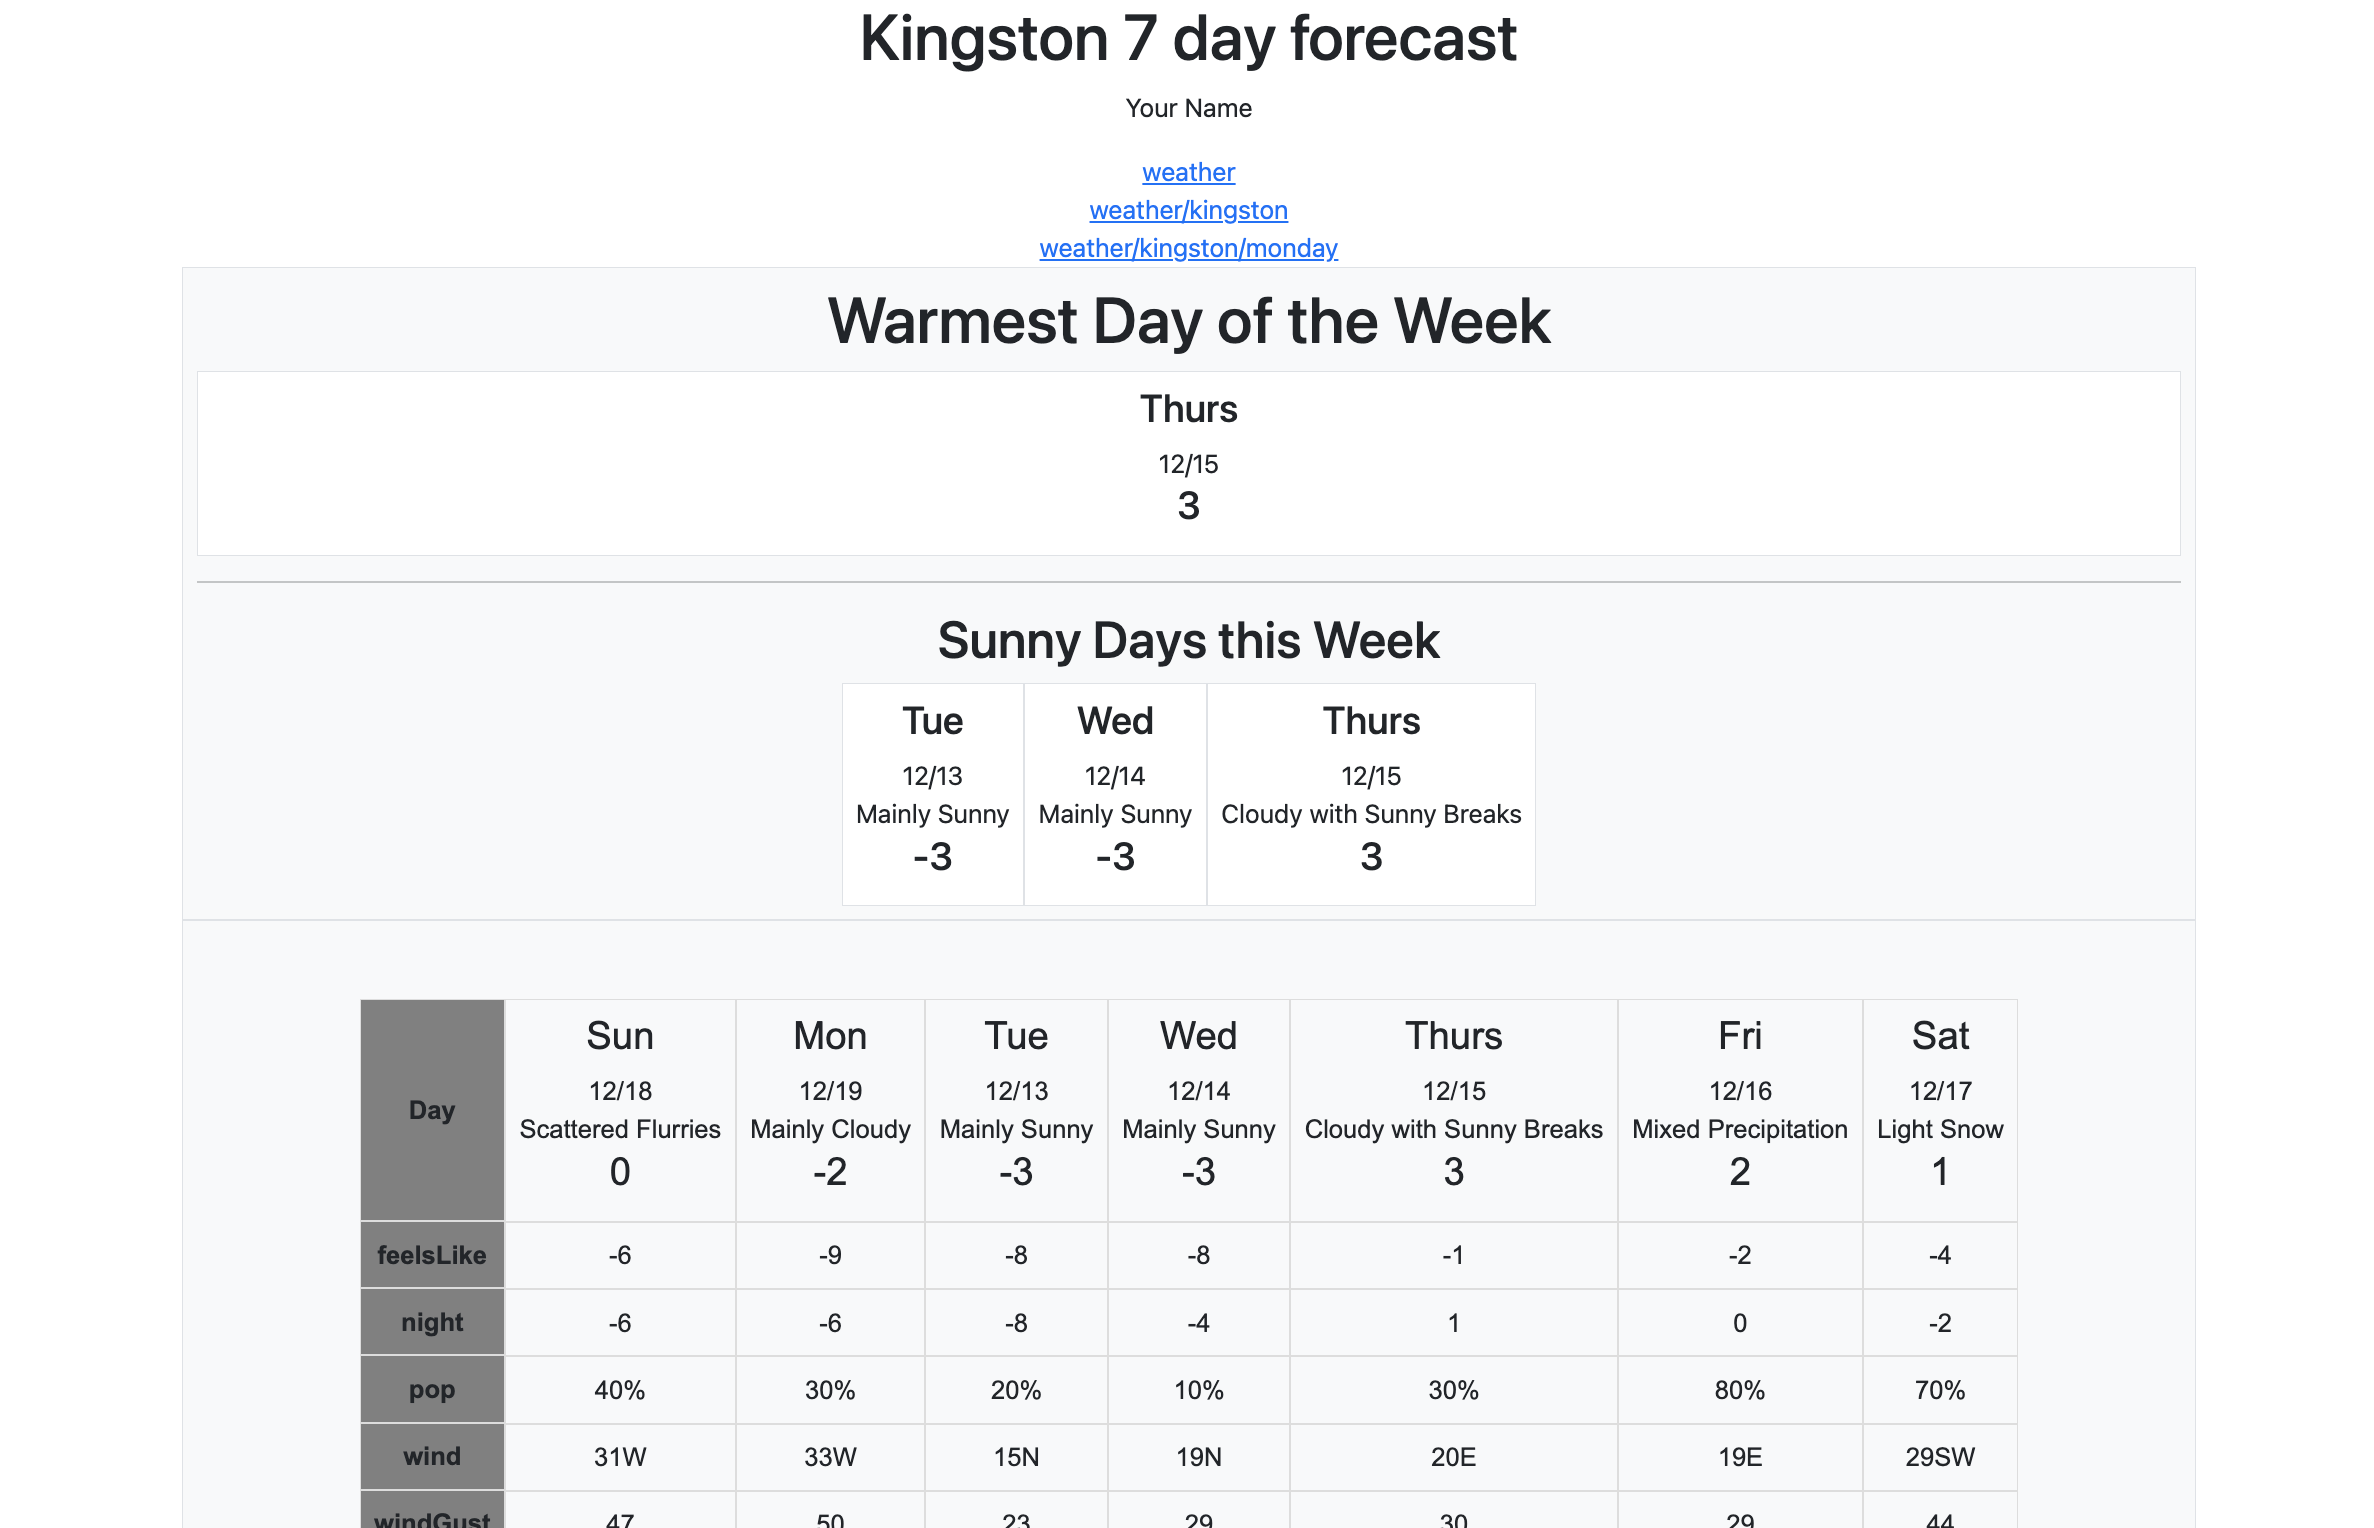 Kingston 7 day forecast
Your Name
weather
weather/kingston
weather/kingston/monday
Warmest Day of the Week
Thurs
12/15
3
Sunny Days this Week
Tue Wed Thurs
12/13 12/14 12/15
Mainly Sunny Mainly Sunny Cloudy with Sunny Breaks
-3 -3 3
Day Sun Mon Tue Wed Thurs Fri Sat
12/18 12/19 12/13 12/14 12/15 12/16 12/17
Scattered Flurries Mainly Cloudy Mainly Sunny Mainly Sunny Cloudy with Sunny Breaks Mixed Precipitation Light Snow
0 -2 -3 -3 3 2 1
feelsLike -6 -9 -8 -8 -1 -2 -4
night -6 -6 -8 -4 1 0 -2
pop 40% 30% 20% 10% 30% 80% 70%
wind 31W 33W 15N 19N 20E 19E 29SW
windGust 47 50 23 29 30 29 44